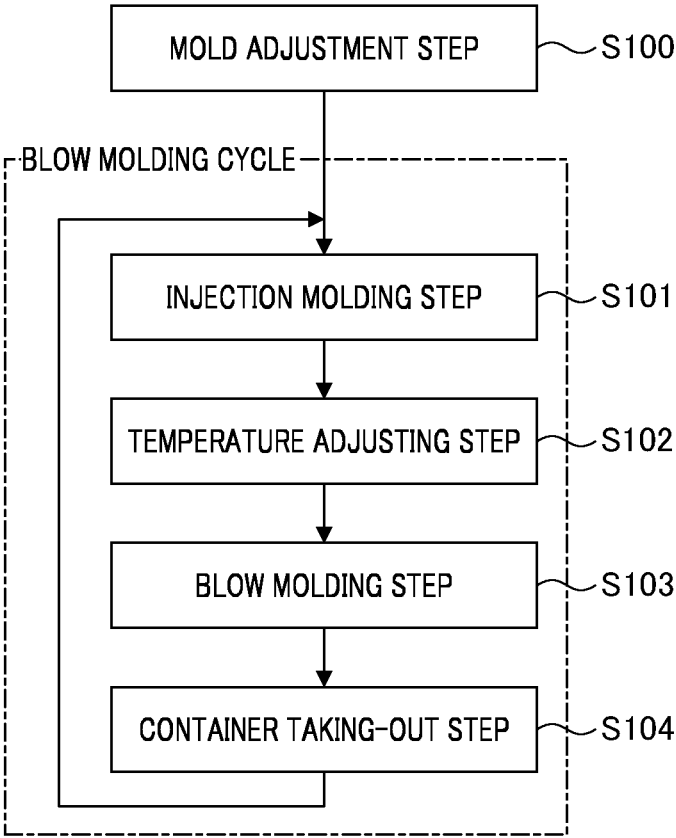 MOLD ADJUSTMENT STEP S100
BLOW MOLDING CYCLE
INJECTION MOLDING STEP S101
TEMPERATURE ADJUSTING STEP S102
BLOW MOLDING STEP S103
CONTAINER TAKING-OUT STEP S104